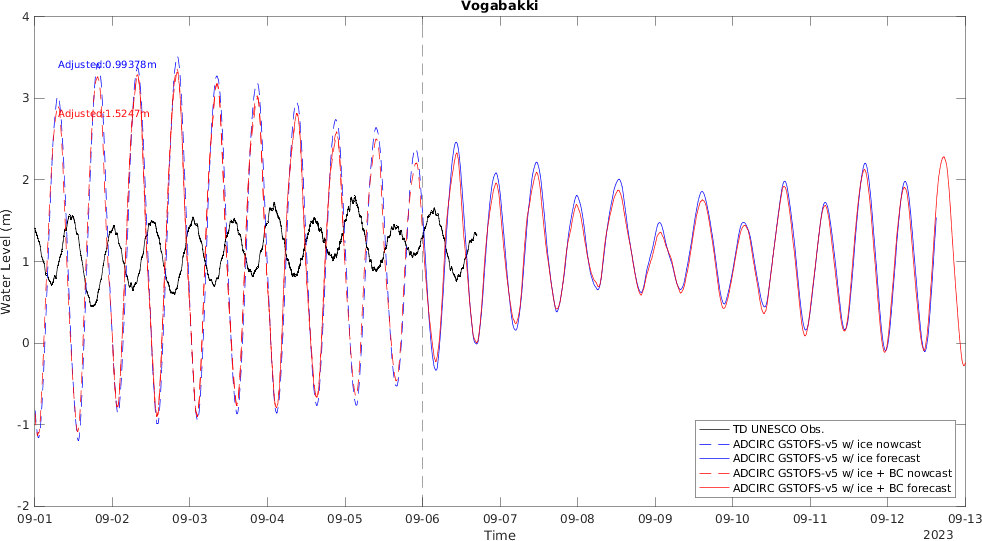 Vogabakki
4
3
2
1
0
-1
-2
Water Level (m)
Adjusted:0.99378m
Adjusted:1.5247m
TD UNESCO Obs.
ADCIRC GSTOFS-v5 w/ ice nowcast
ADCIRC GSTOFS-v5 w/ ice forecast
ADCIRC GSTOFS-v5 w/ ice + BC nowcast
ADCIRC GSTOFS-v5 w/ ice + BC forecast
09-01 09-02 09-03 09-04 09-05 09-06 09-07 09-08 09-09 09-10 09-11 09-12 09-13
Time
2023